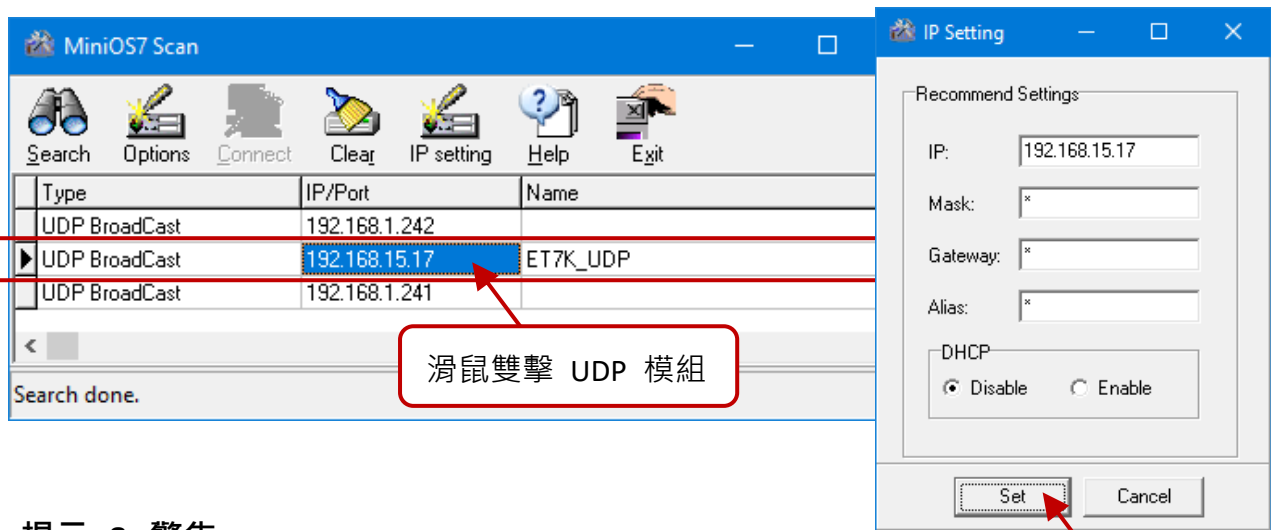 MiniOS7 Scan
Search Options Connect Clear IP setting Help Exit
Type IP/Port Name
UDP BroadCast 192.168.1.242
UDP BroadCast 192.168.15.17 ET7K_UDP
UDP BroadCast 192.168.1.241
滑鼠雙擊 UDP 模組
Search done.
IP Setting
Recommend Settings
IP: 192.168.15.17
Mask: *
Gateway: *
Alias: *
DHCP
Disable Enable
Set Cancel